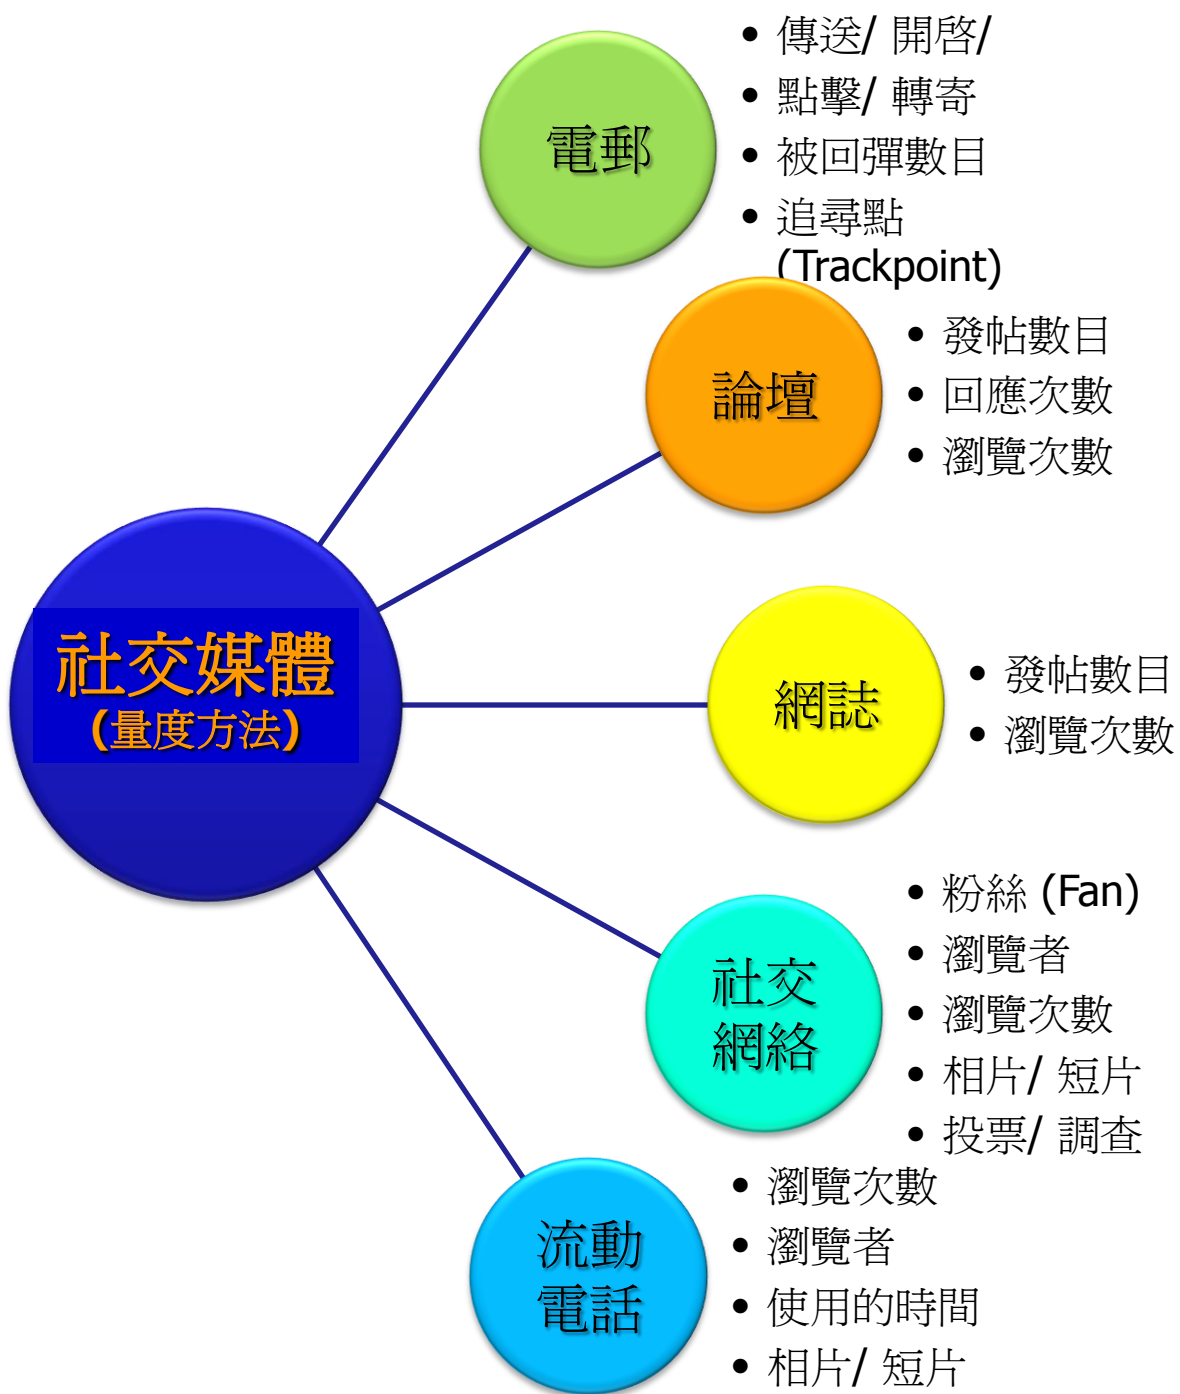 • 傳送/ 開啓/
• 點擊/ 轉寄
• 被回彈數目
• 追尋點
(Trackpoint)
電郵
• 發帖數目
• 回應次數
• 瀏覽次數
論壇
社交媒體
(量度方法)
網誌
• 發帖數目
• 瀏覽次數
社交
網絡
• 粉絲 (Fan)
• 瀏覽者
• 瀏覽次數
• 相片/ 短片
• 投票/ 調查
流動
電話
• 瀏覽次數
• 瀏覽者
• 使用的時間
• 相片/ 短片